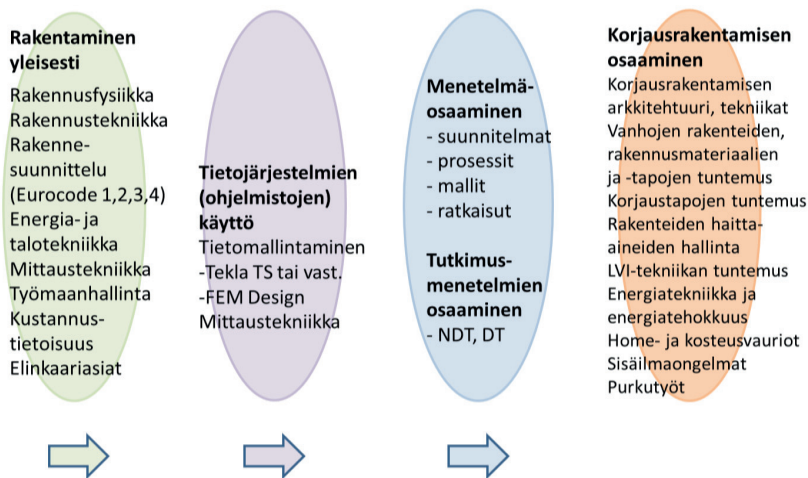 Rakentaminen
yleisesti
Rakennusfysiikka
Rakennustekniikka
Rakenne-
suunnittelu
(Eurocode 1,2,3,4)
Energia- ja
talotekniikka
Mittaustekniikka
Työmaanhallinta
Kustannus-
tietoisuus
Elinkaariasiat
Tietojärjestelmien
(ohjelmistojen)
käyttö
Tietomallintaminen
-Tekla TS tai vast.
-FEM Design
Mittaustekniikka
Menetelmä-
osaaminen
- suunnitelmat
- prosessit
- mallit
- ratkaisut
Tutkimus-
menetelmien
osaaminen
- NDT, DT
Korjausrakentamisen
osaaminen
Korjausrakentamisen
arkkitehtuuri, tekniikat
Vanhojen rakenteiden,
rakennusmateriaalien
ja -tapojen tuntemus
Korjaustapojen tuntemus
Rakenteiden haitta-
aineiden hallinta
LVI-tekniikan tuntemus
Energiatekniikka ja
energiatehokkuus
Home- ja kosteusvauriot
Sisäilmaongelmat
Purkutyöt